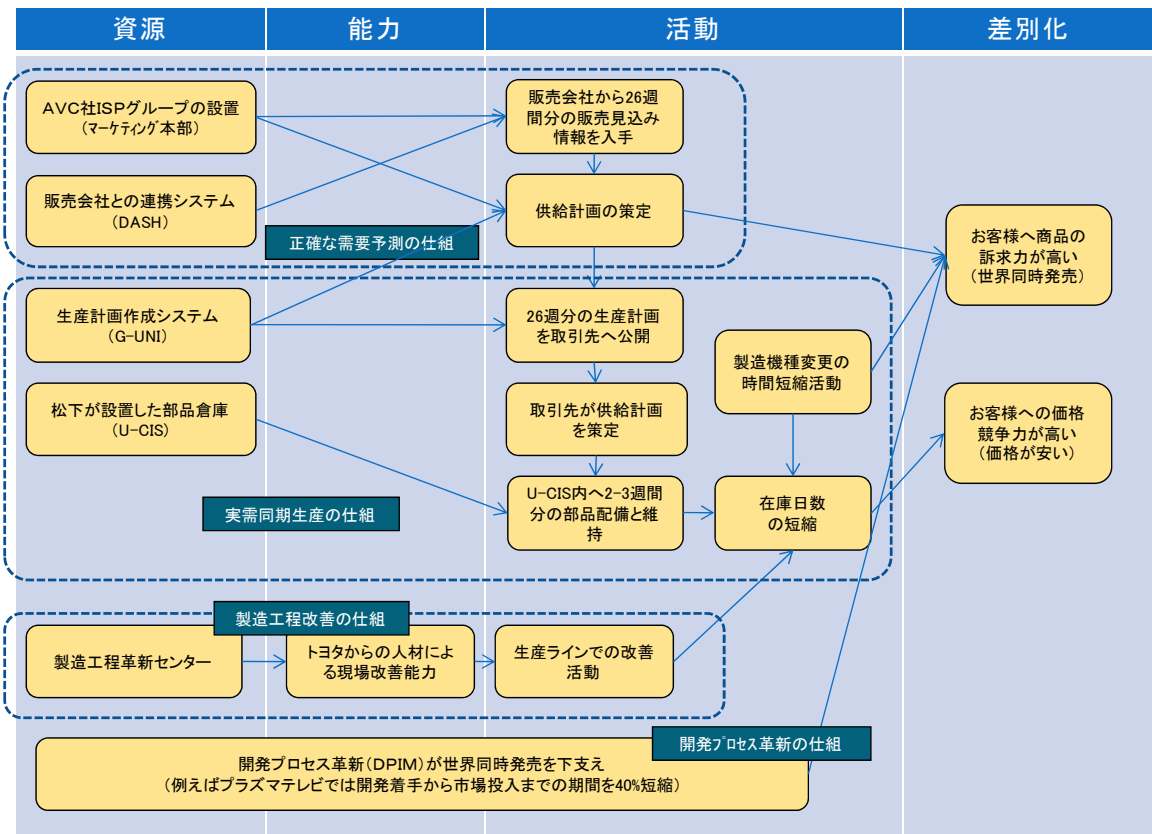 資源
能力
活動
差別化
AVC社ISPグループの設置
(マーケティング本部)
販売会社から26週
間分の販売見込み
情報を入手
販売会社との連携システム
(DASH)
供給計画の策定
正確な需要予測の仕組
お客様へ商品の
訴求力が高い
(世界同時発売)
生産計画作成システム
(G-UNI)
26週分の生産計画
を取引先へ公開
製造機種変更の
時間短縮活動
松下が設置した部品倉庫
(U-CIS)
取引先が供給計画
を策定
お客様への価格
競争力が高い
(価格が安い)
実需同期生産の仕組
U-CIS内へ2-3週間
分の部品配備と維
持
在庫日数
の短縮
製造工程改善の仕組
製造工程革新センター
トヨタからの人材によ
る現場改善能力
生産ラインでの改善
活動
開発プロセス革新の仕組
開発プロセス革新(DPIM)が世界同時発売を下支え
(例えばプラズマテレビでは開発着手から市場投入までの期間を40%短縮)